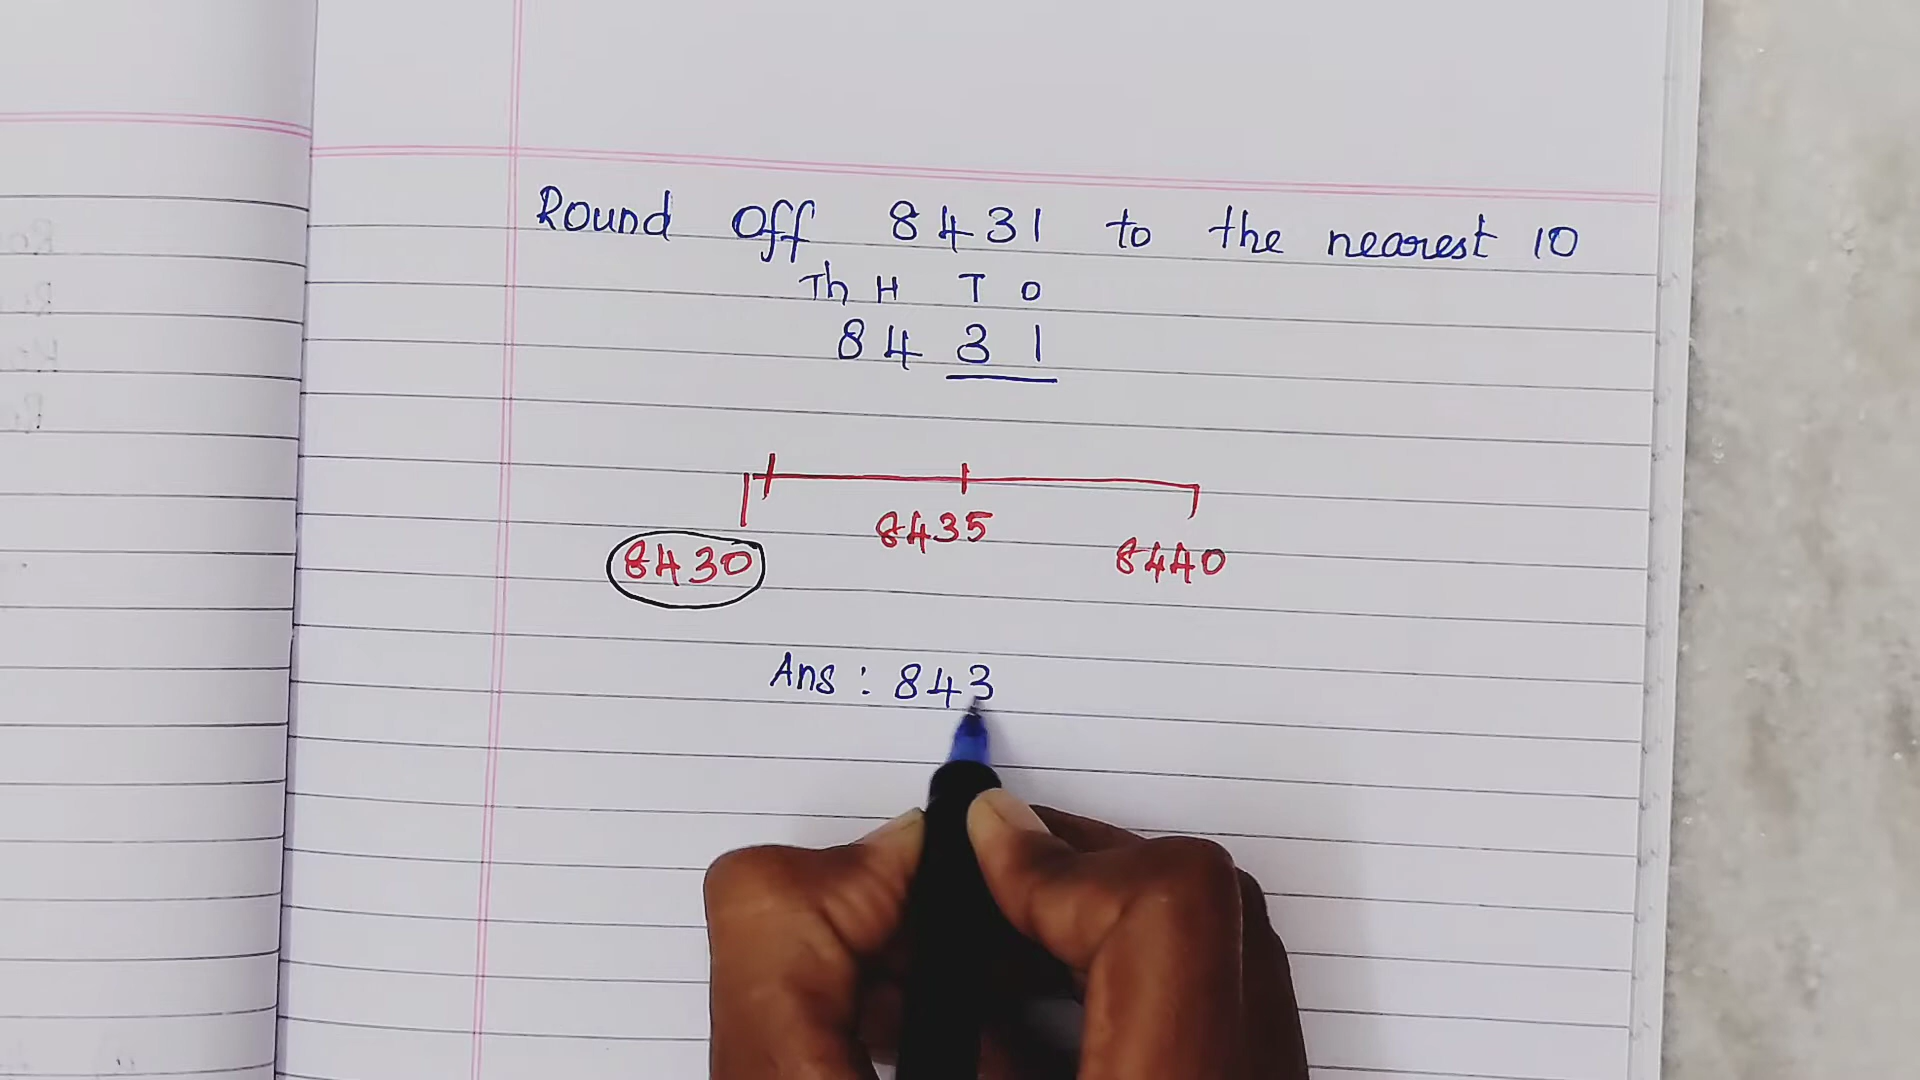 Round off 8431 to the nearest 10
Th H T O
8 4 3 1
8435
8430 8440
Ans : 843